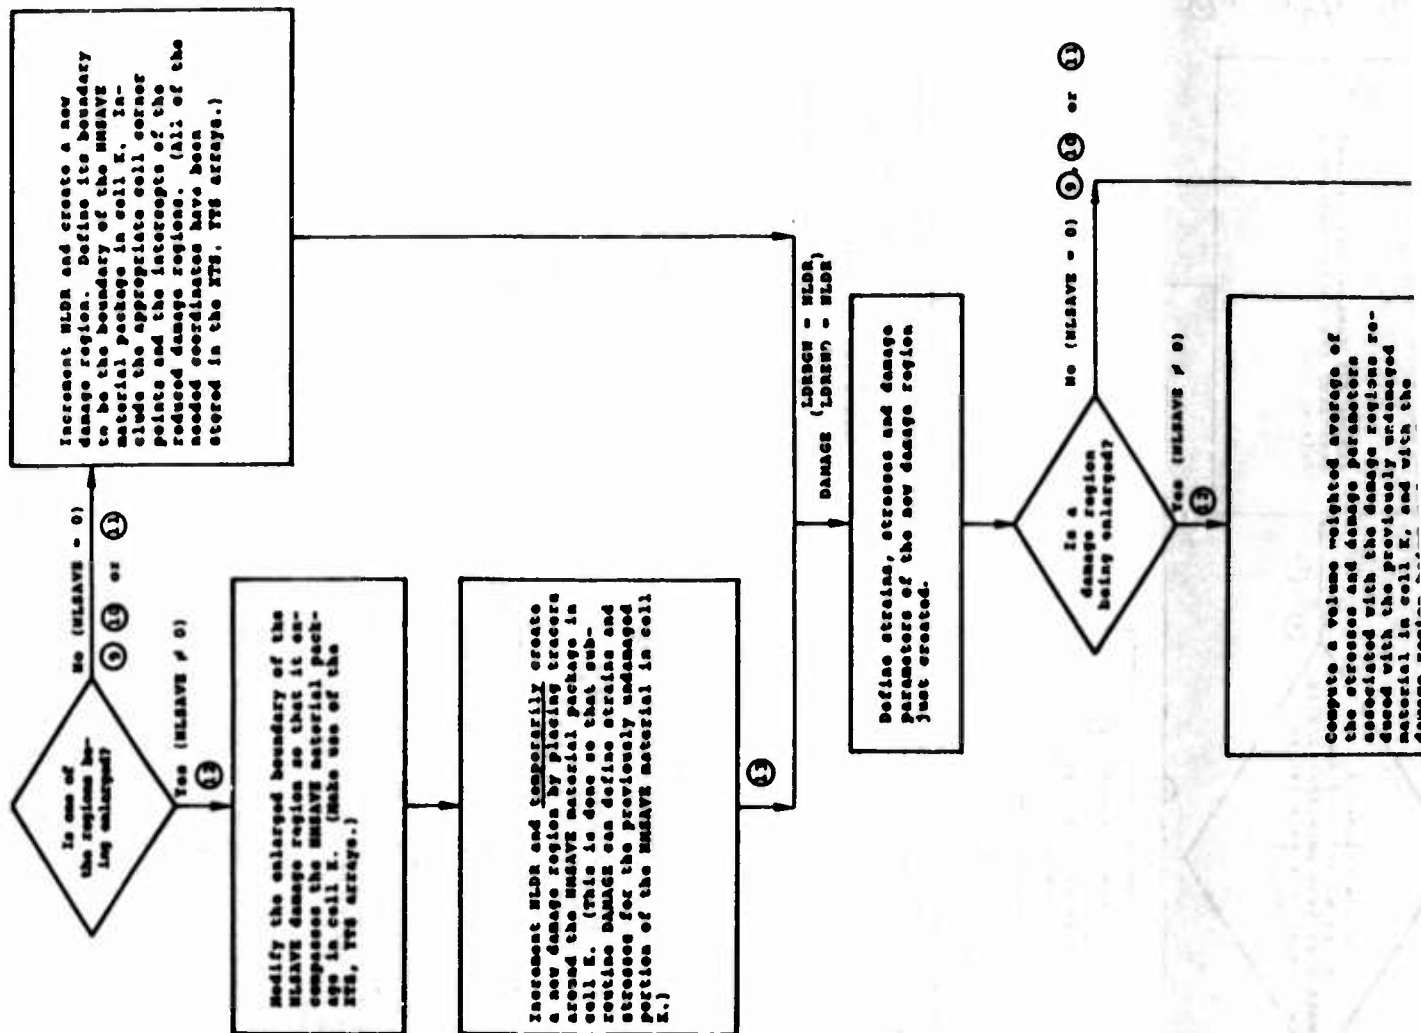 Is one of
the regions be-
ing enlarged?
No (NLSAVE = 0)
9 10 or 11
Yes (NLSAVE ≠ 0)
12
Increment NLDR and create a new
damage region. Define its boundary
to be the boundary of the NMSAVE
material package in cell K. In-
clude the appropriate cell corner
points and the intercepts of the
reduced damage regions. (All of the
needed coordinates have been
stored in the XTS, YTS arrays.)
Modify the enlarged boundary of the
NLSAVE damage region so that it en-
compasses the NMSAVE material pack-
age in cell K. (Make use of the
XTS, YTS arrays.)
Increment NLDR and temporarily create
a new damage region by placing tracers
around the NMSAVE material package in
cell K. (This is done so that sub-
routine DAMAGE can define strains and
stresses for the previously undamaged
portion of the NMSAVE material in cell
K.)
13
DAMAGE (LDRBGN = NLDR,
LDREND = NLDR)
Define strains, stresses and damage
parameters of the new damage region
just created.
Is a
damage region
being enlarged?
No (NLSAVE = 0)
9, 10 or 11
Yes (NLSAVE ≠ 0)
12
Compute a volume weighted average of
the stresses and damage parameters
associated with the damage regions re-
duced with the previously undamaged
material in cell K, and with the